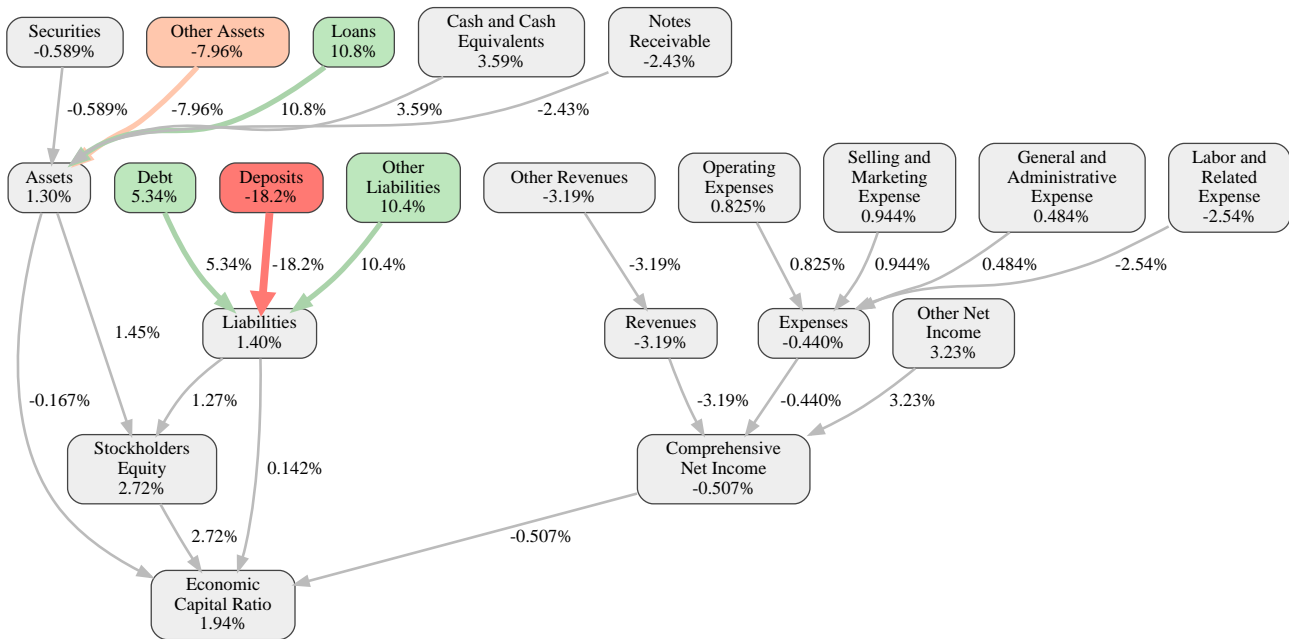 Securities
-0.589%
Other Assets
-7.96%
Loans
10.8%
Cash and Cash
Equivalents
3.59%
Notes
Receivable
-2.43%
-0.589%
-7.96%
10.8%
3.59%
-2.43%
Assets
1.30%
Debt
5.34%
Deposits
-18.2%
Other
Liabilities
10.4%
Other Revenues
-3.19%
Operating
Expenses
0.825%
Selling and
Marketing
Expense
0.944%
General and
Administrative
Expense
0.484%
Labor and
Related
Expense
-2.54%
5.34%
-18.2%
10.4%
-3.19%
0.825%
0.944%
0.484%
-2.54%
1.45%
Liabilities
1.40%
Revenues
-3.19%
Expenses
-0.440%
Other Net
Income
3.23%
-0.167%
1.27%
-3.19%
-0.440%
3.23%
Stockholders
Equity
2.72%
0.142%
Comprehensive
Net Income
-0.507%
2.72%
-0.507%
Economic
Capital Ratio
1.94%